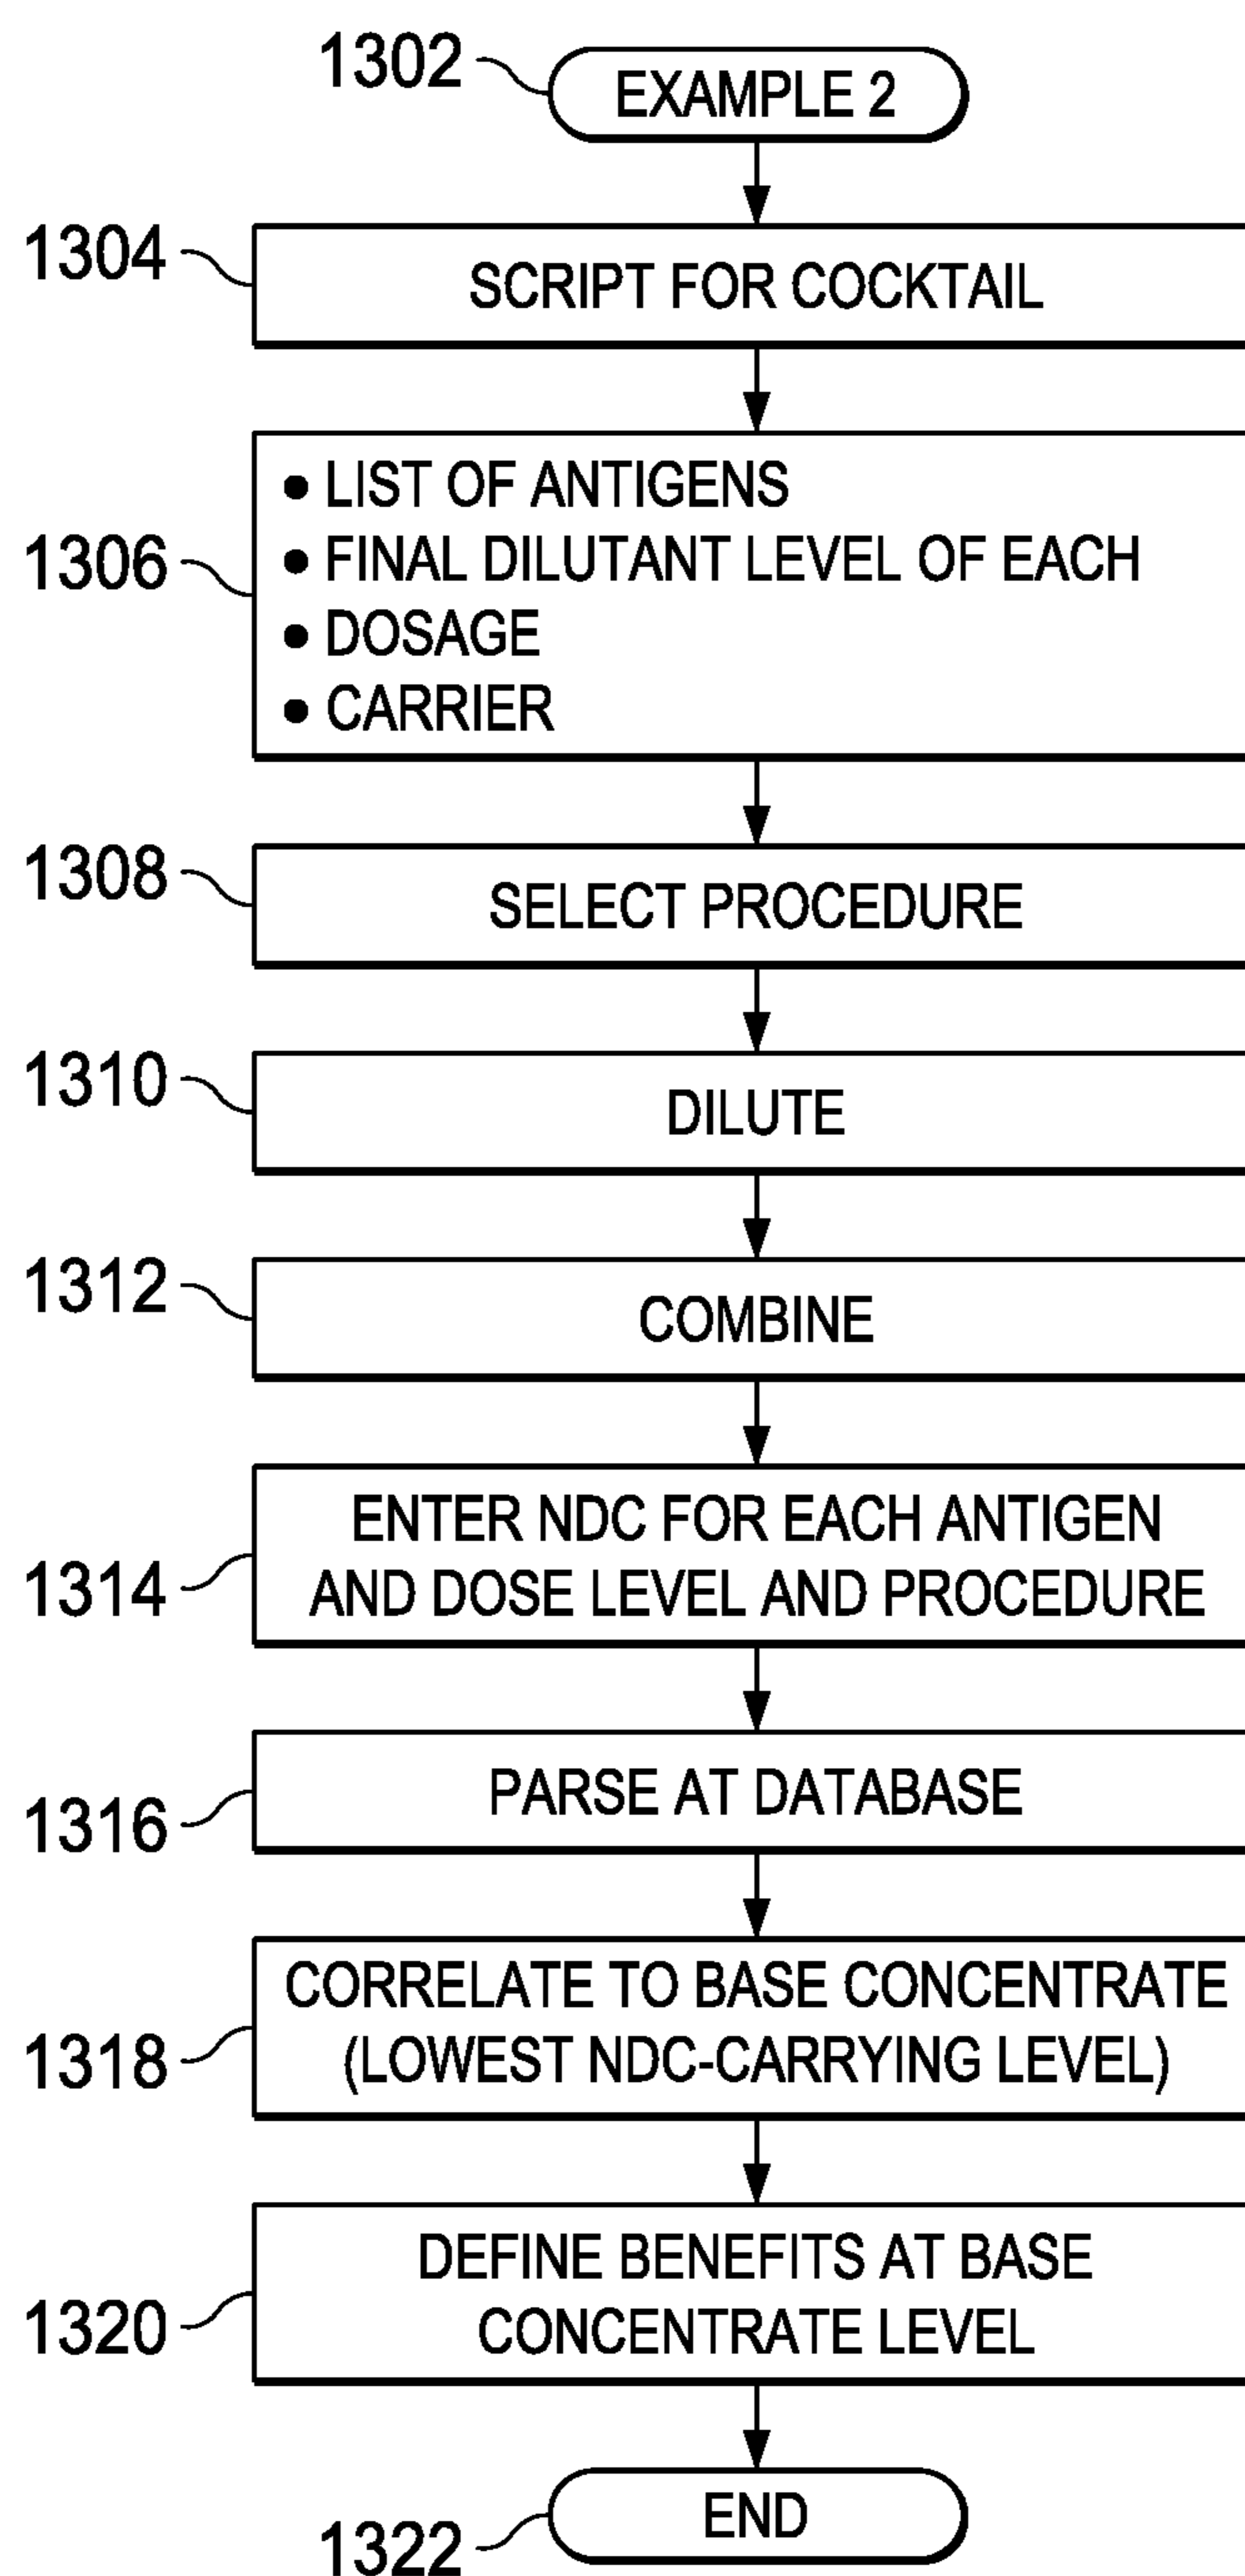 1302
EXAMPLE 2
1304
SCRIPT FOR COCKTAIL
1306
• LIST OF ANTIGENS
• FINAL DILUTANT LEVEL OF EACH
• DOSAGE
• CARRIER
1308
SELECT PROCEDURE
1310
DILUTE
1312
COMBINE
1314
ENTER NDC FOR EACH ANTIGEN
AND DOSE LEVEL AND PROCEDURE
1316
PARSE AT DATABASE
1318
CORRELATE TO BASE CONCENTRATE
(LOWEST NDC-CARRYING LEVEL)
1320
DEFINE BENEFITS AT BASE
CONCENTRATE LEVEL
1322
END